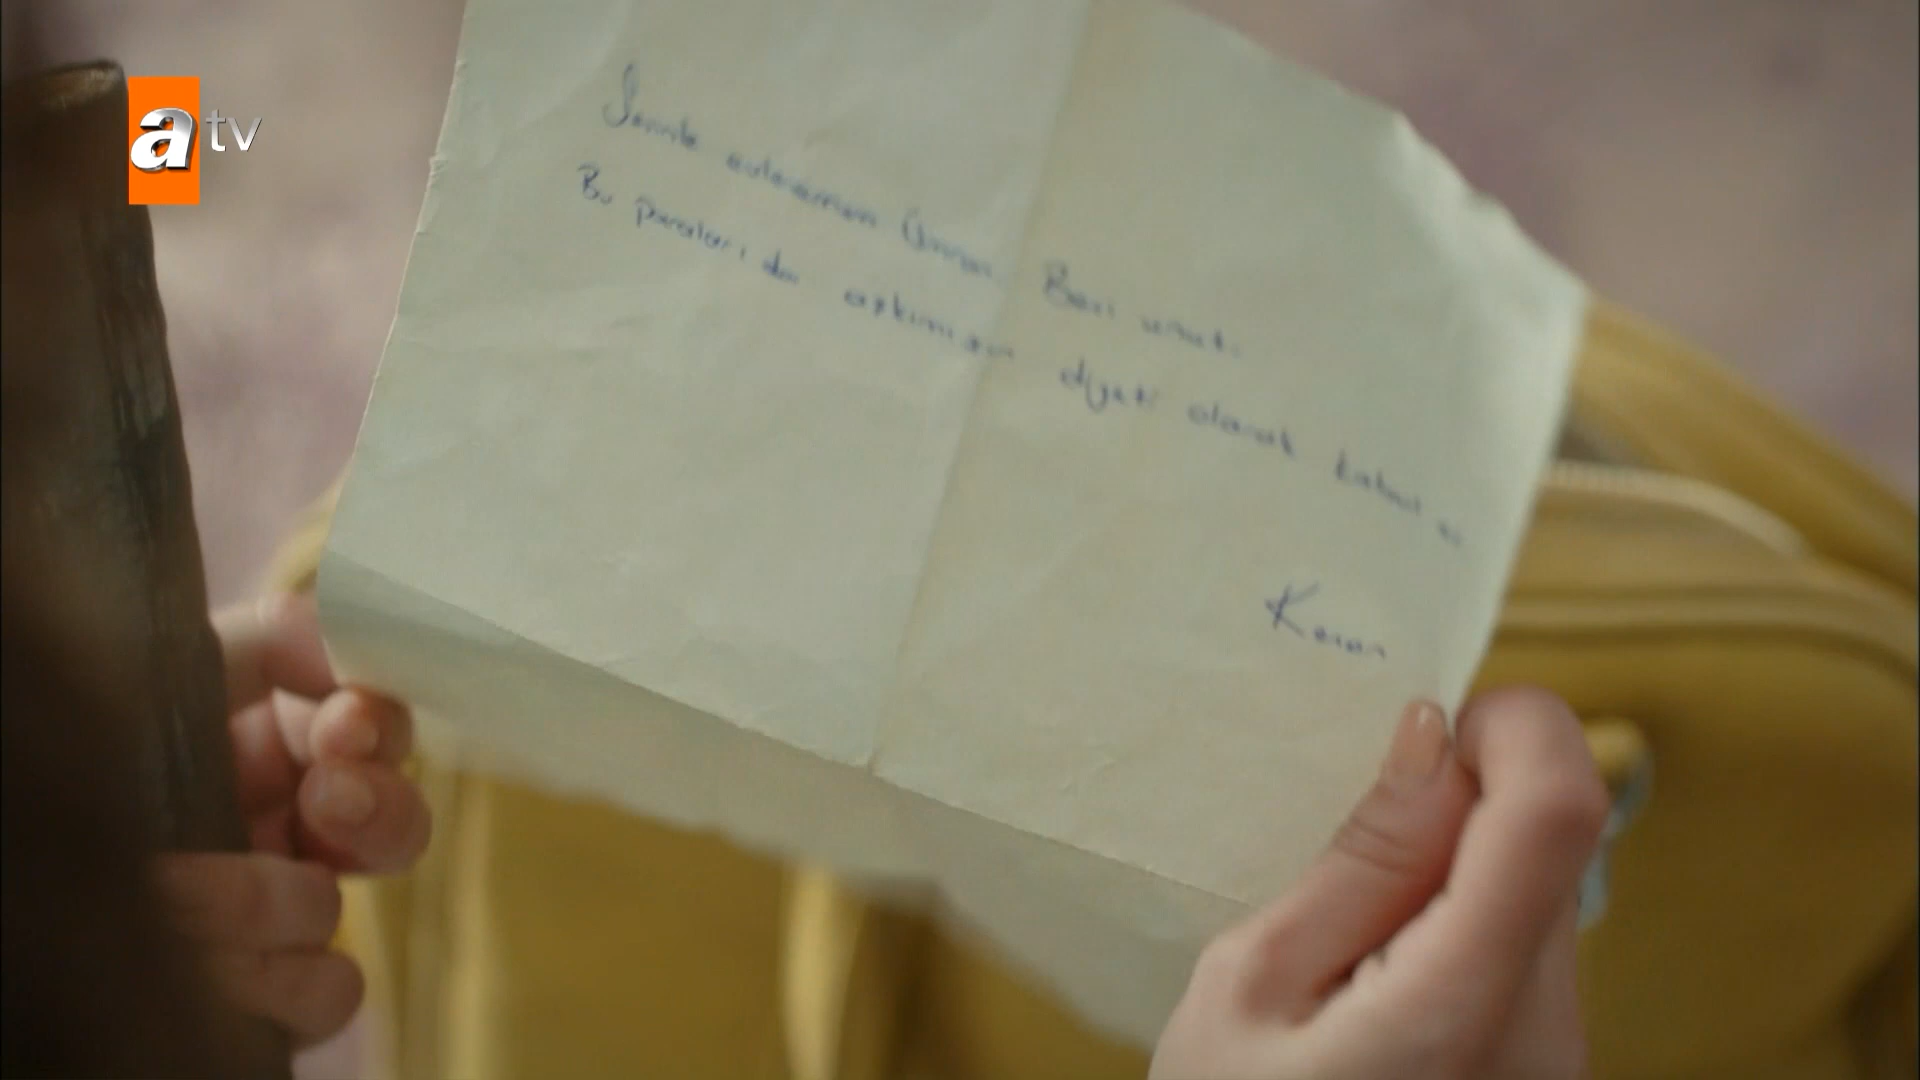 atv
Seninle evlenemem Beni unut.
Bu paraları da aşkımızın diyeti olarak kabul et
Kenan